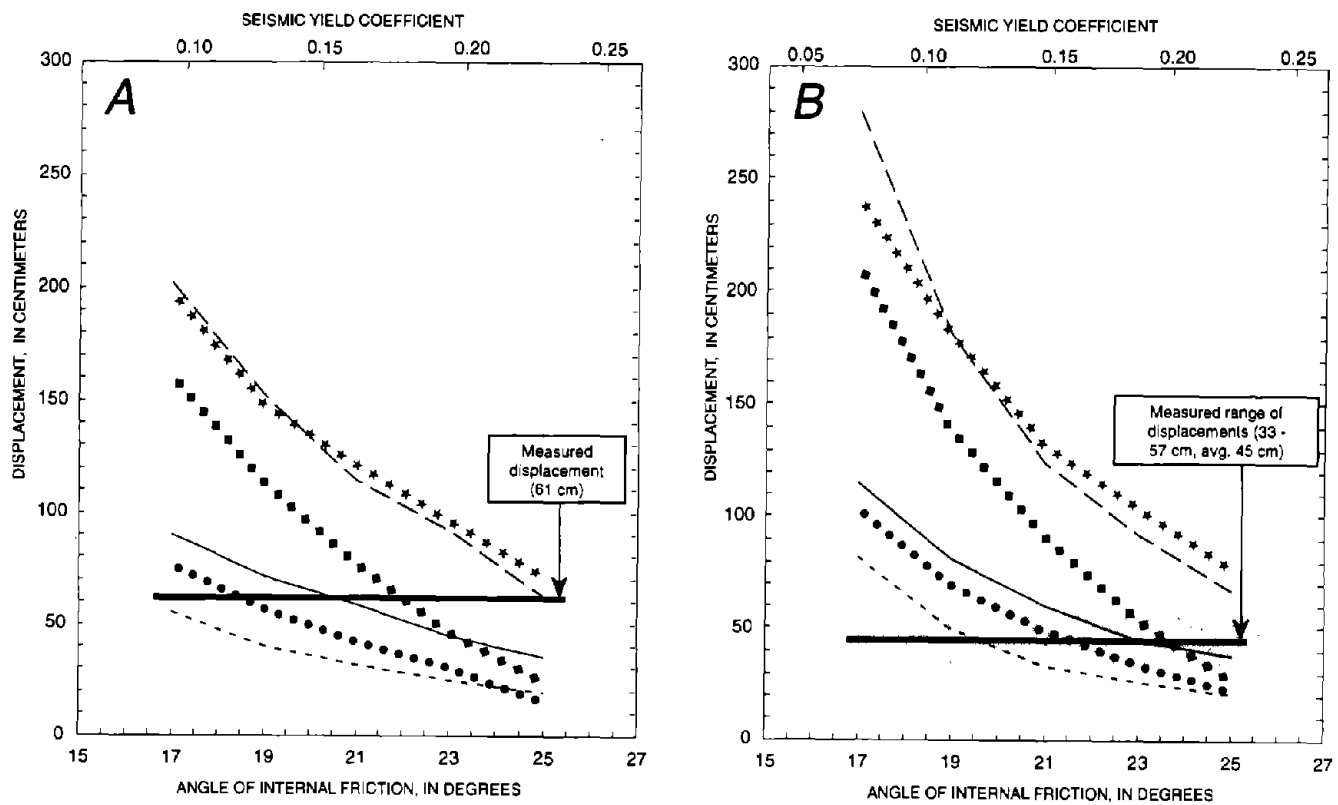 SEISMIC YIELD COEFFICIENT
0.10 0.15 0.20 0.25
A
300
250
200
150
100
50
0
DISPLACEMENT, IN CENTIMETERS
Measured
displacement
(61 cm)
15 17 19 21 23 25 27
ANGLE OF INTERNAL FRICTION, IN DEGREES
SEISMIC YIELD COEFFICIENT
0.05 0.10 0.15 0.20 0.25
B
300
250
200
150
100
50
0
DISPLACEMENT, IN CENTIMETERS
Measured range of
displacements (33 -
57 cm, avg. 45 cm)
15 17 19 21 23 25 27
ANGLE OF INTERNAL FRICTION, IN DEGREES